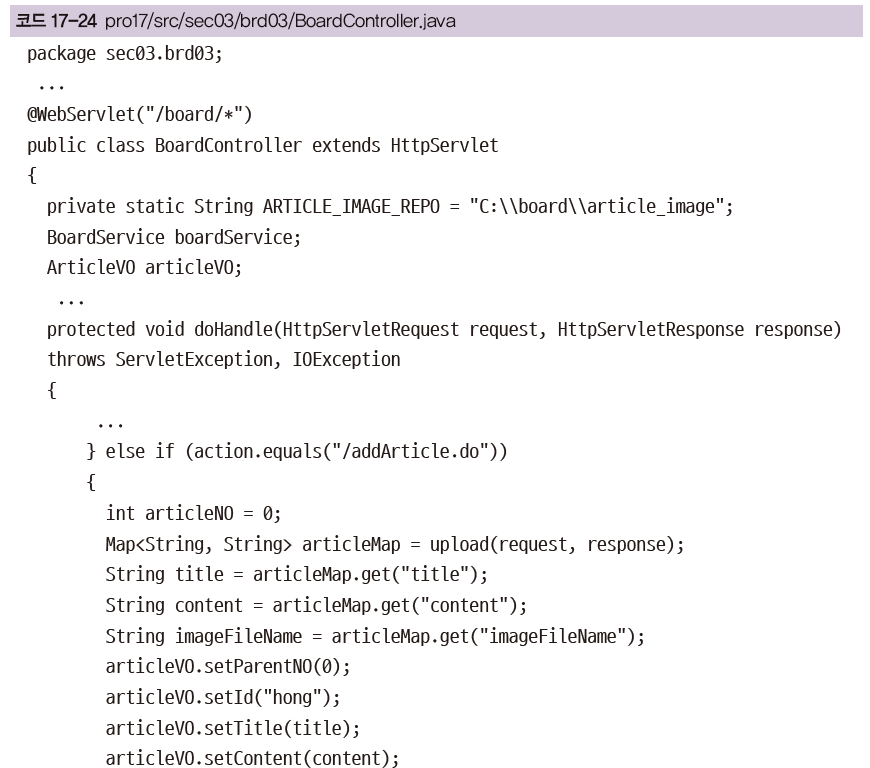 코드 17-24 pro17/src/sec03/brd03/BoardController.java
package sec03.brd03;
...
@WebServlet("/board/*")
public class BoardController extends HttpServlet
{
private static String ARTICLE_IMAGE_REPO = "C:\\board\\article_image";
BoardService boardService;
ArticleVO articleVO;
...
protected void doHandle(HttpServletRequest request, HttpServletResponse response)
throws ServletException, IOException
{
...
} else if (action.equals("/addArticle.do"))
{
int articleNO = 0;
Map<String, String> articleMap = upload(request, response);
String title = articleMap.get("title");
String content = articleMap.get("content");
String imageFileName = articleMap.get("imageFileName");
articleVO.setParentNO(0);
articleVO.setId("hong");
articleVO.setTitle(title);
articleVO.setContent(content);